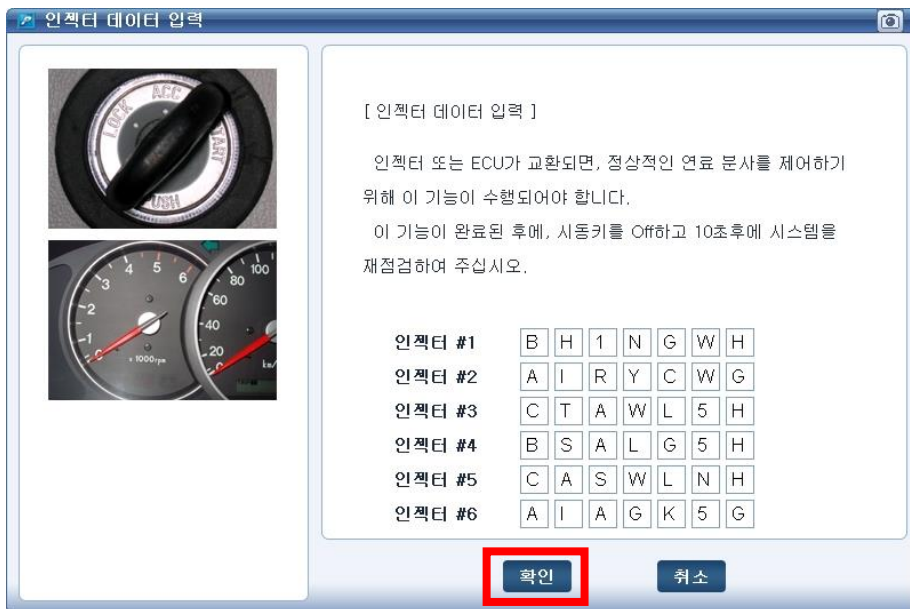 인젝터 데이터 입력
LOCK ACC START
PUSH
[ 인젝터 데이터 입력 ]
인젝터 또는 ECU가 교환되면, 정상적인 연료 분사를 제어하기
위해 이 기능이 수행되어야 합니다.
이 기능이 완료된 후에, 시동키를 Off하고 10초후에 시스템을
재점검하여 주십시오.
0 1 2 3 4 5 6
x 1000rpm
0 20 40 60 80 100
km/
인젝터 #1 B H 1 N G W H
인젝터 #2 A I R Y C W G
인젝터 #3 C T A W L 5 H
인젝터 #4 B S A L G 5 H
인젝터 #5 C A S W L N H
인젝터 #6 A I A G K 5 G
확인 취소